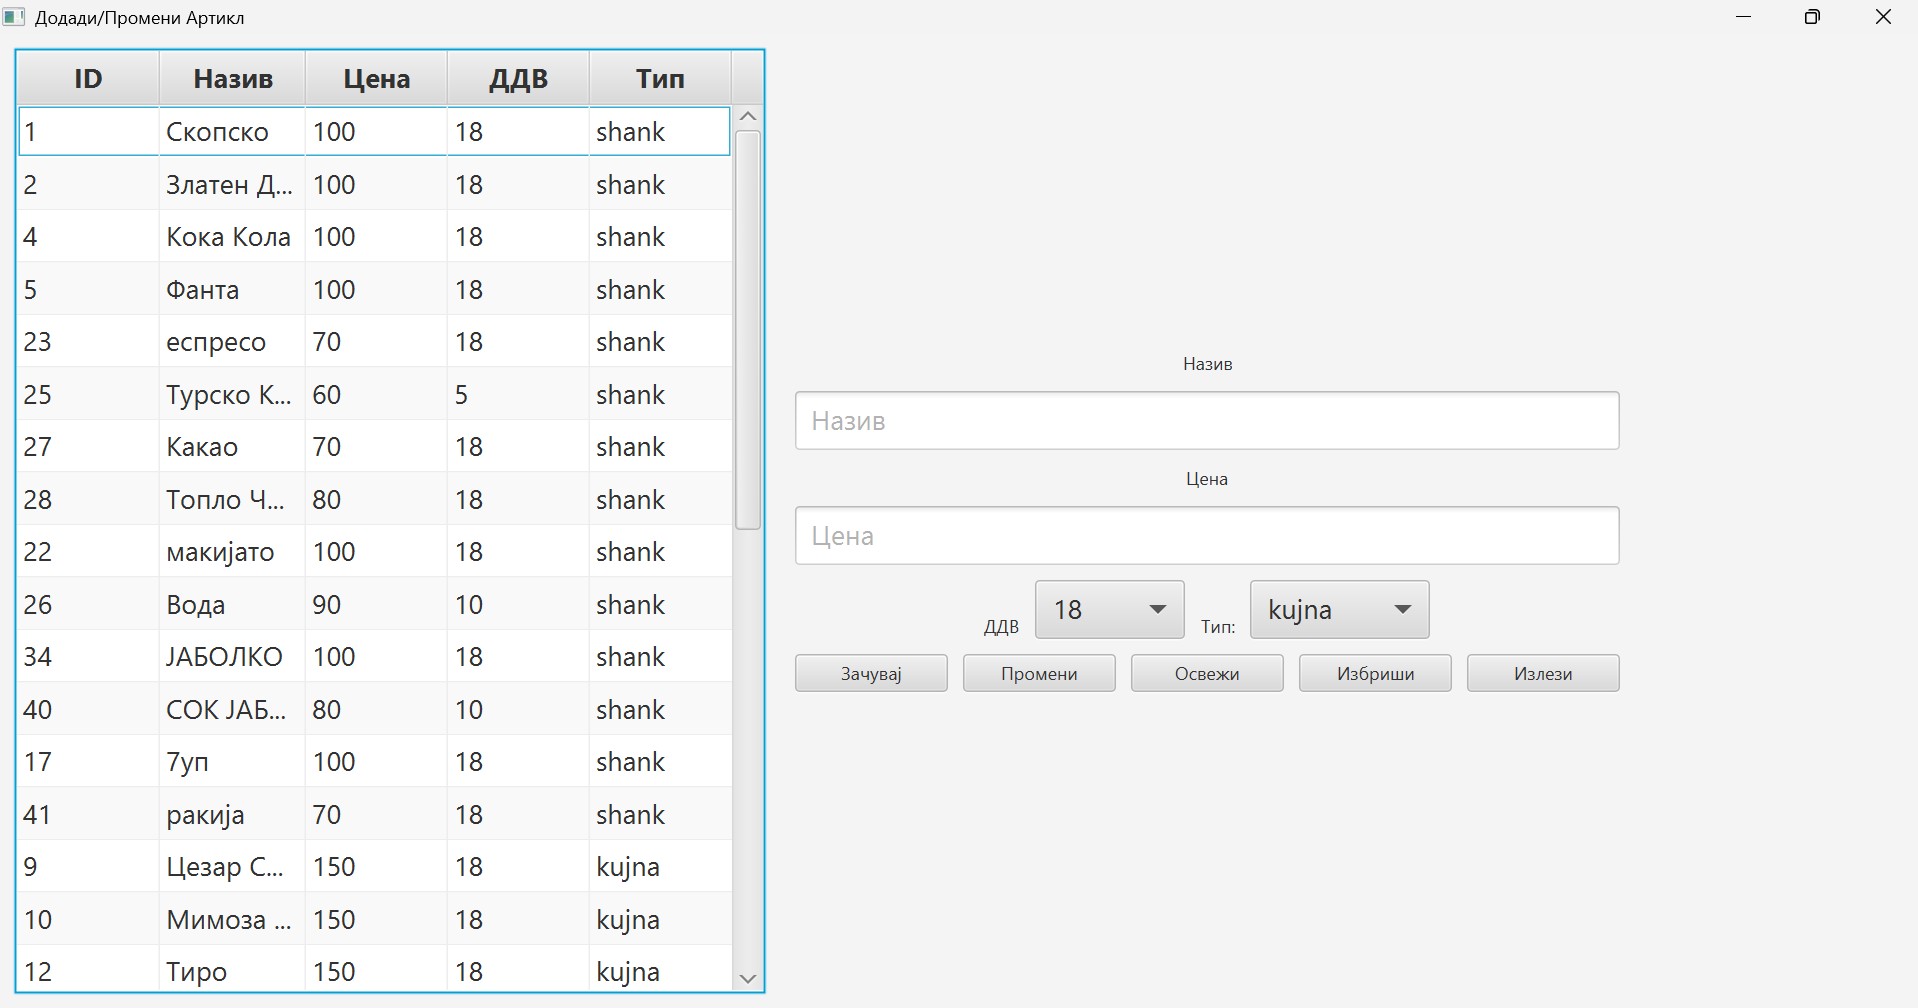 Додади/Промени Артикл
ID Назив Цена ДДВ Тип
1 Скопско 100 18 shank
2 Златен Д... 100 18 shank
4 Кока Кола 100 18 shank
5 Фанта 100 18 shank
23 еспресо 70 18 shank
25 Турско К... 60 5 shank
27 Какао 70 18 shank
28 Топло Ч... 80 18 shank
22 макијато 100 18 shank
26 Вода 90 10 shank
34 ЈАБОЛКО 100 18 shank
40 СОК ЈАБ... 80 10 shank
17 7уп 100 18 shank
41 ракија 70 18 shank
9 Цезар С... 150 18 kujna
10 Мимоза ... 150 18 kujna
12 Тиро 150 18 kujna
Назив
Назив
Цена
Цена
ДДВ 18 Тип: kujna
Зачувај Промени Освежи Избриши Излези